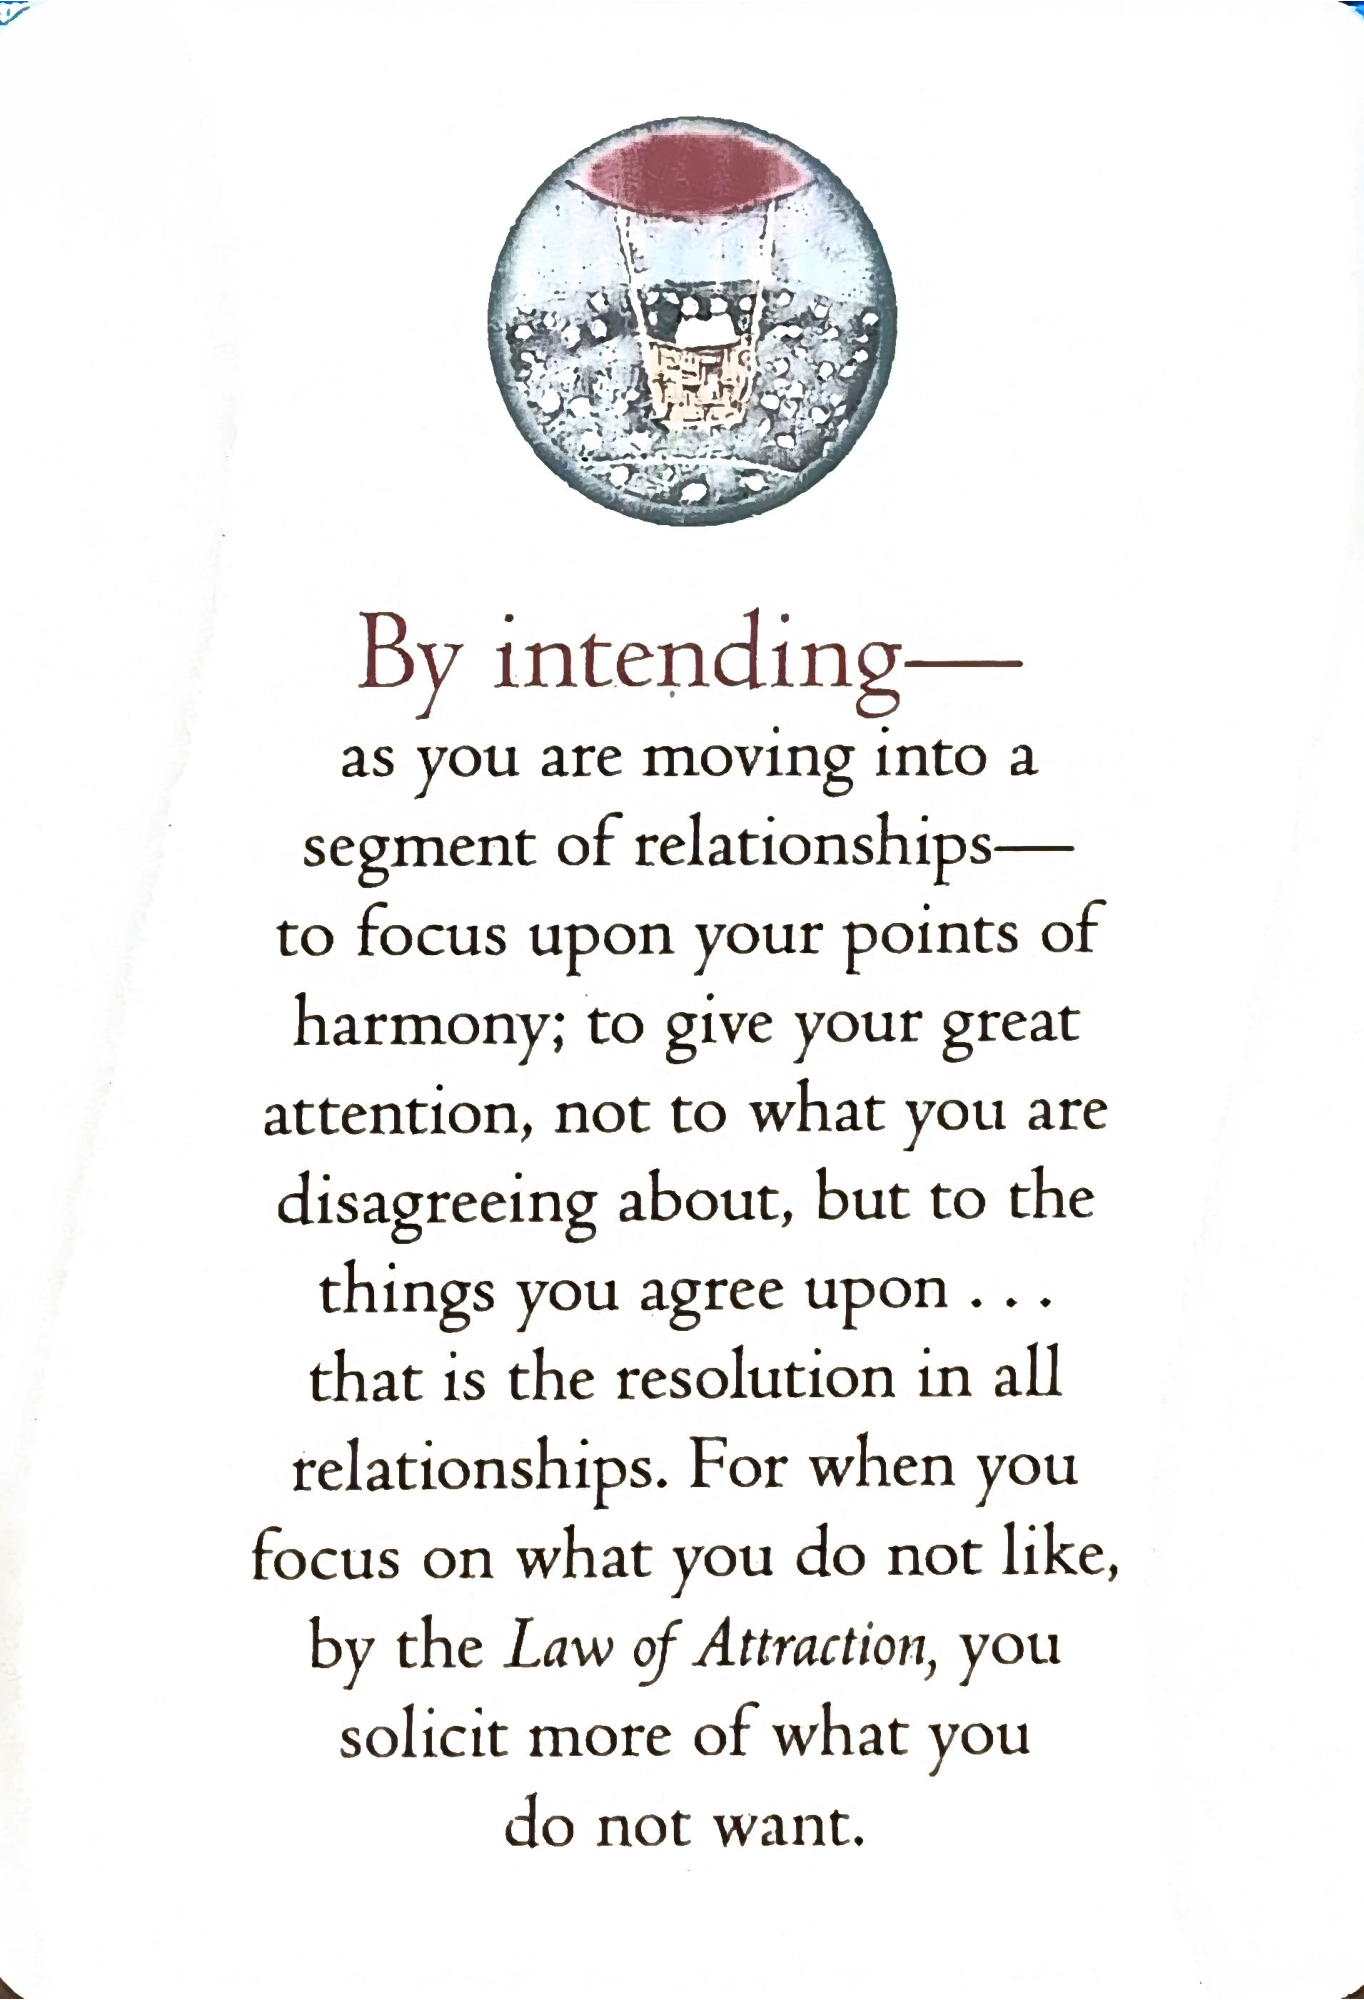 By intending—
as you are moving into a
segment of relationships—
to focus upon your points of
harmony; to give your great
attention, not to what you are
disagreeing about, but to the
things you agree upon . . .
that is the resolution in all
relationships. For when you
focus on what you do not like,
by the Law of Attraction, you
solicit more of what you
do not want.